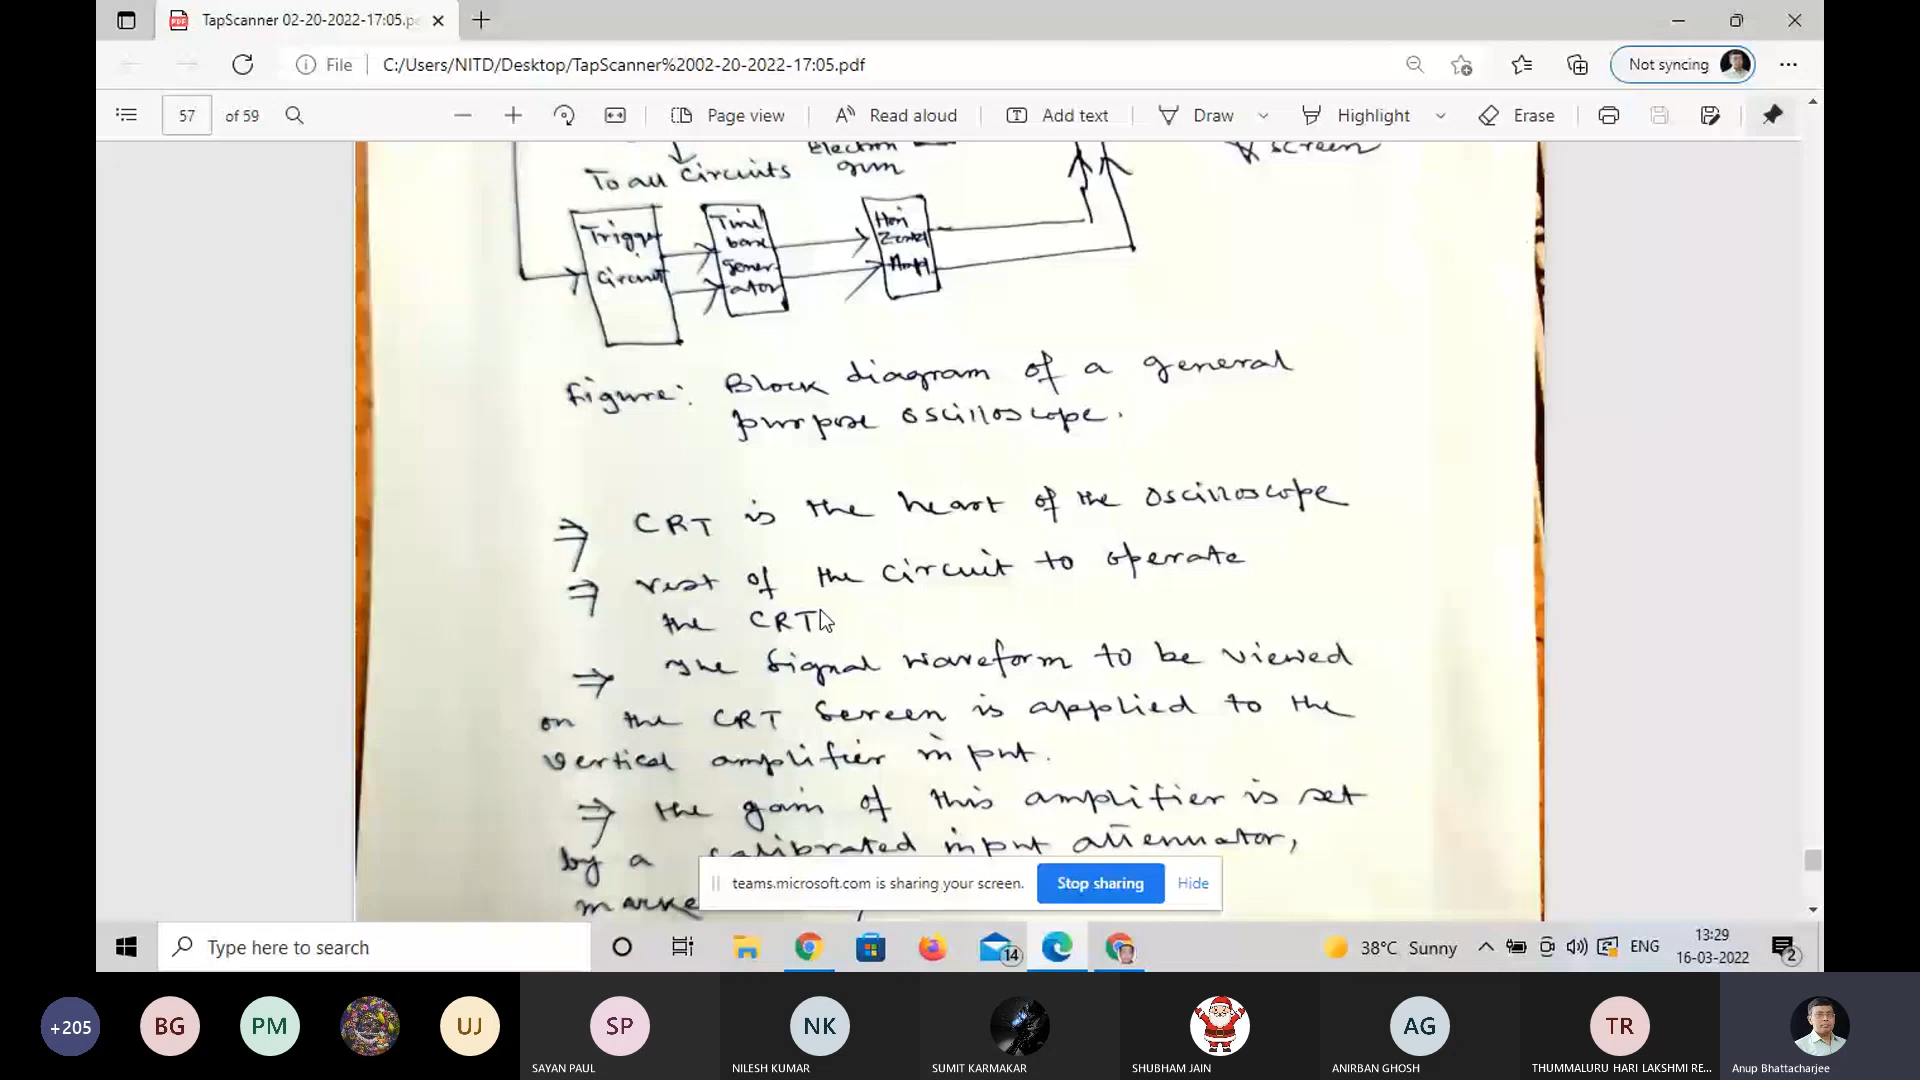 TapScanner 02-20-2022-17:05.p
File C:/Users/NITD/Desktop/TapScanner%2002-20-2022-17:05.pdf
Not syncing
57 of 59
Page view
Read aloud
Add text
Draw
Highlight
Erase
Electron
gun
screen
To all circuits
Trigger
Circuit
Time
base
gener-
ator
Hori
Zontal
Ampl
figure: Block diagram of a general
purpose oscilloscope.
⇒ CRT is the heart of the oscilloscope
⇒ rest of the circuit to operate
the CRT
⇒ The signal waveform to be viewed
on the CRT Screen is applied to the
vertical amplifier input.
⇒ the gain of this amplifier is set
by a calibrated input attenuator,
marke
teams.microsoft.com is sharing your screen.
Stop sharing
Hide
Type here to search
14
38°C Sunny
ENG
13:29
16-03-2022
2
+205
BG
PM
UJ
SP
SAYAN PAUL
NK
NILESH KUMAR
SUMIT KARMAKAR
SHUBHAM JAIN
AG
ANIRBAN GHOSH
TR
THUMMALURU HARI LAKSHMI RE...
Anup Bhattacharjee